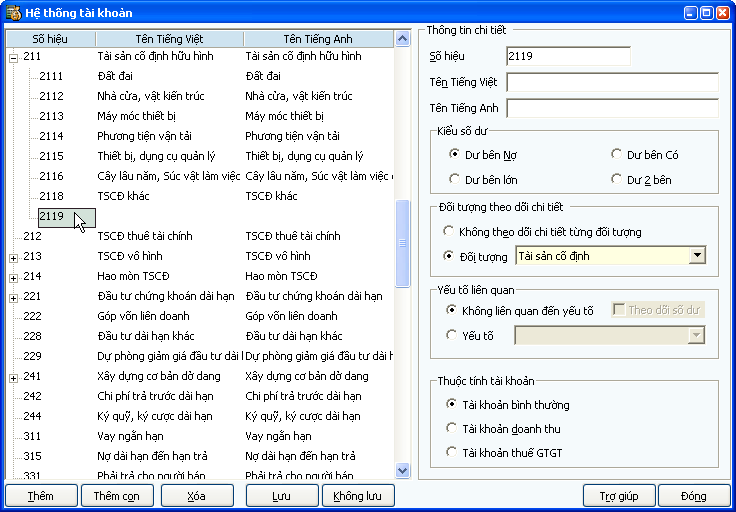 Hệ thống tài khoản
Số hiệu Tên Tiếng Việt Tên Tiếng Anh
211 Tài sản cố định hữu hình Tài sản cố định hữu hình
2111 Đất đai Đất đai
2112 Nhà cửa, vật kiến trúc Nhà cửa, vật kiến trúc
2113 Máy móc thiết bị Máy móc thiết bị
2114 Phương tiện vận tải Phương tiện vận tải
2115 Thiết bị, dụng cụ quản lý Thiết bị, dụng cụ quản lý
2116 Cây lâu năm, Súc vật làm việc Cây lâu năm, Súc vật làm việc c
2118 TSCĐ khác TSCĐ khác
2119
212 TSCĐ thuê tài chính TSCĐ thuê tài chính
213 TSCĐ vô hình TSCĐ vô hình
214 Hao mòn TSCĐ Hao mòn TSCĐ
221 Đầu tư chứng khoán dài hạn Đầu tư chứng khoán dài hạn
222 Góp vốn liên doanh Góp vốn liên doanh
228 Đầu tư dài hạn khác Đầu tư dài hạn khác
229 Dự phòng giảm giá đầu tư dài Dự phòng giảm giá đầu tư dài l
241 Xây dựng cơ bản dở dang Xây dựng cơ bản dở dang
242 Chi phí trả trước dài hạn Chi phí trả trước dài hạn
244 Ký quỹ, ký cược dài hạn Ký quỹ, ký cược dài hạn
311 Vay ngắn hạn Vay ngắn hạn
315 Nợ dài hạn đến hạn trả Nợ dài hạn đến hạn trả
331 Phải trả cho người bán Phải trả cho người bán
Thêm Thêm con Xóa Lưu Không lưu
Thông tin chi tiết
Số hiệu 2119
Tên Tiếng Việt
Tên Tiếng Anh
Kiểu số dư
Dư bên Nợ Dư bên Có
Dư bên lớn Dư 2 bên
Đối tượng theo dõi chi tiết
Không theo dõi chi tiết từng đối tượng
Đối tượng Tài sản cố định
Yếu tố liên quan
Không liên quan đến yếu tố Theo dõi số dư
Yếu tố
Thuộc tính tài khoản
Tài khoản bình thường
Tài khoản doanh thu
Tài khoản thuế GTGT
Trợ giúp Đóng